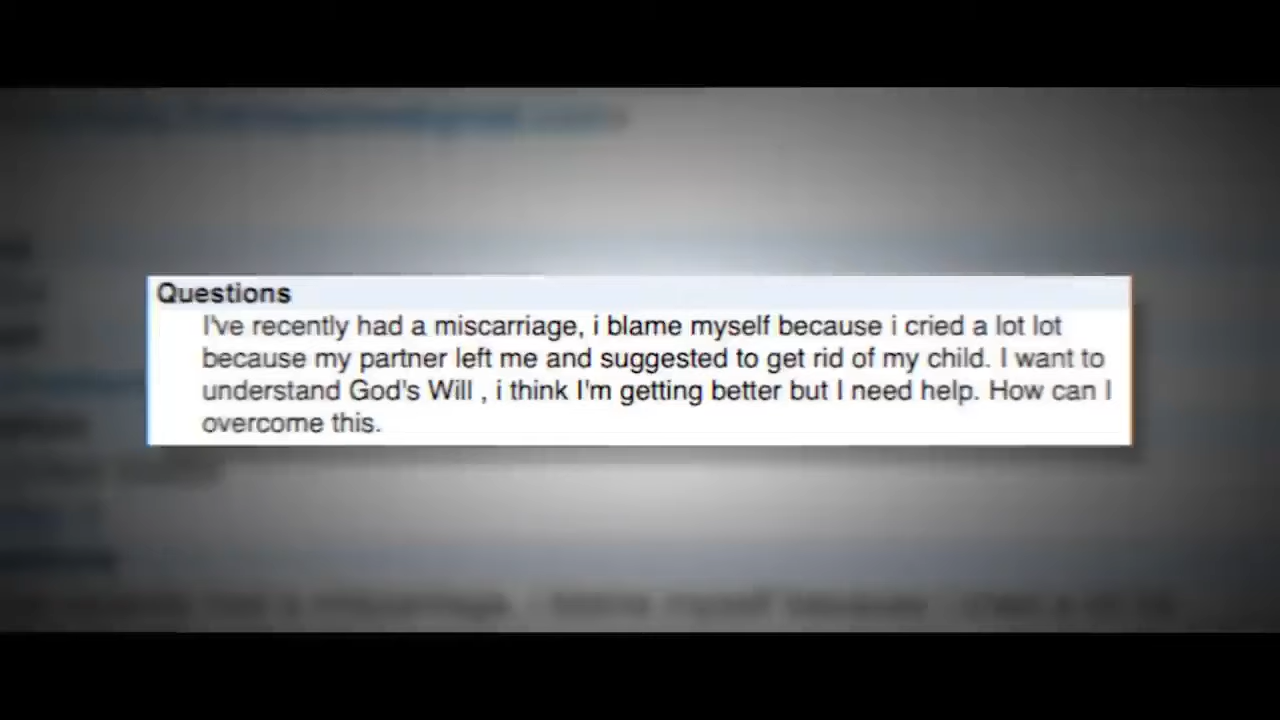 Questions
I've recently had a miscarriage, i blame myself because i cried a lot lot
because my partner left me and suggested to get rid of my child. I want to
understand God's Will , i think I'm getting better but I need help. How can I
overcome this.